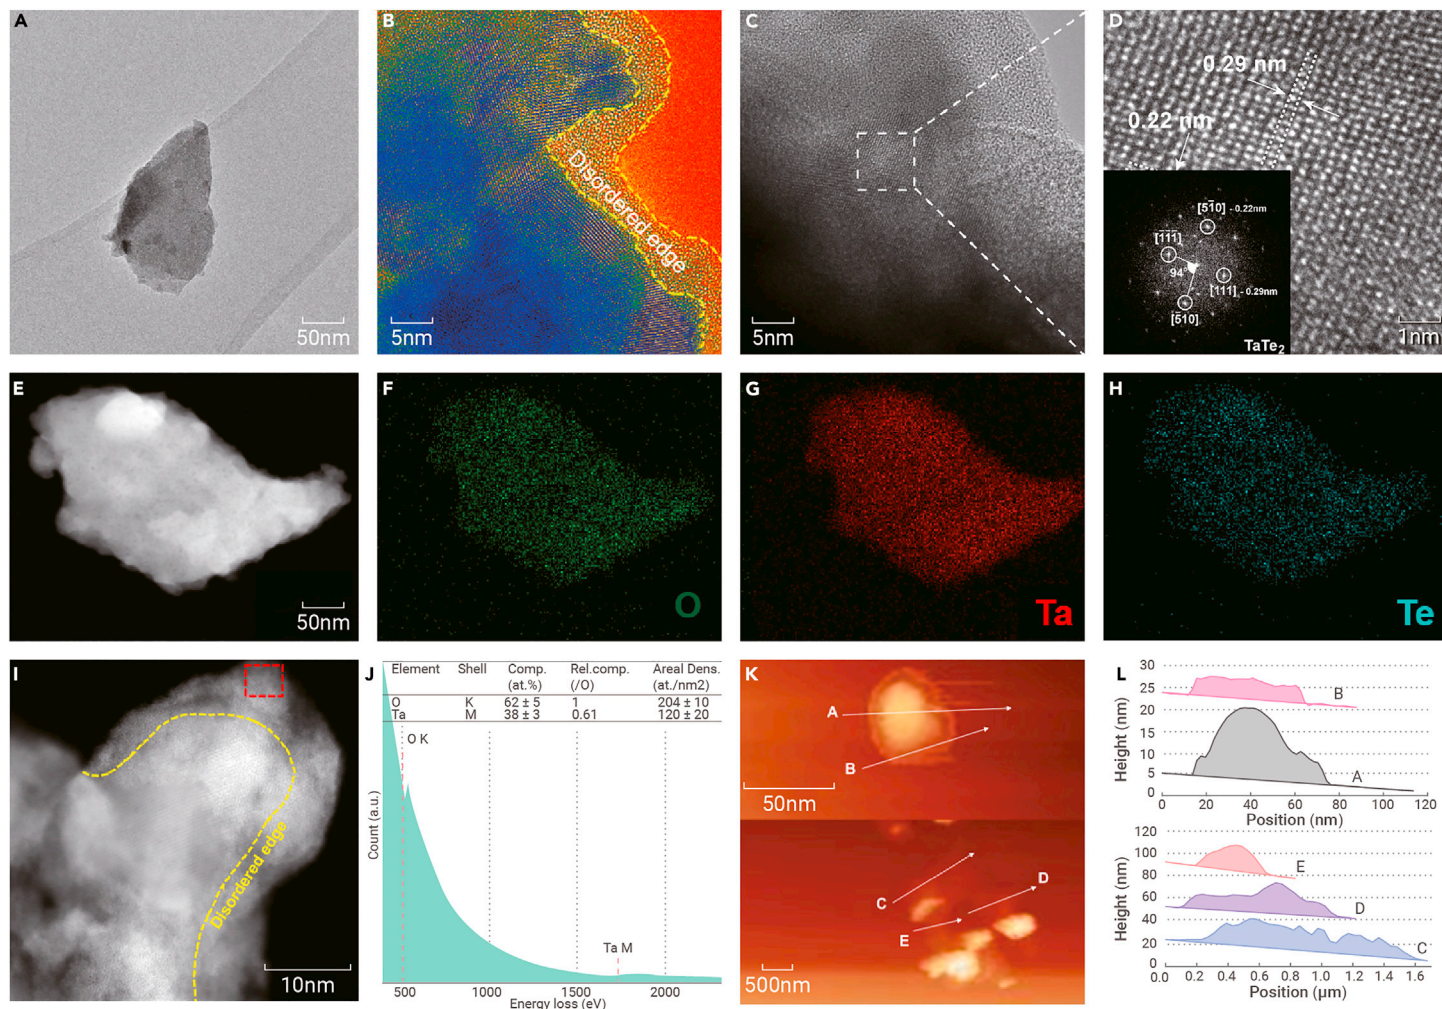 A
50nm
B
Disordered edge
5nm
C
5nm
D
0.29 nm
0.22 nm
[5̄10] - 0.22nm
[1̄1̄1̄]
94°
[111] - 0.29nm
[5̄10]
TaTe2
1nm
E
50nm
F
O
G
Ta
H
Te
I
Disordered edge
10nm
J
Element Shell Comp. (at.%) Rel.comp. (/O) Areal Dens. (at./nm2)
O K 62 ± 5 1 204 ± 10
Ta M 38 ± 3 0.61 120 ± 20
O K
Ta M
Count (a.u.)
500 1000 1500 2000
Energy loss (eV)
K
A
B
50nm
C
D
E
500nm
L
30
25
20
15
10
5
0
Height (nm)
B
A
0 20 40 60 80 100 120
Position (nm)
120
100
80
60
40
20
0
Height (nm)
E
D
C
0.0 0.2 0.4 0.6 0.8 1.0 1.2 1.4 1.6
Position (μm)